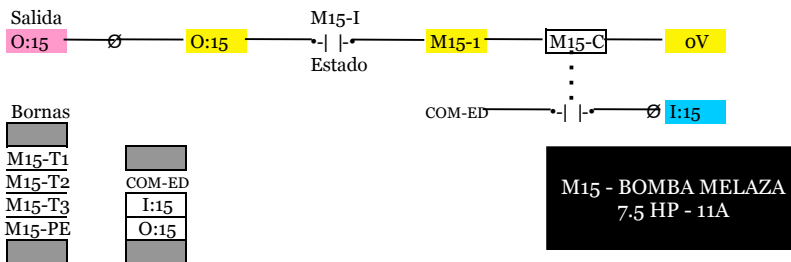 Salida M15-I
O:15 Ø O:15 •-| |-• M15-1 M15-C 0V
Estado
COM-ED •-| |-• Ø I:15
Bornas
M15-T1
M15-T2 COM-ED
M15-T3 I:15
M15-PE O:15
M15 - BOMBA MELAZA
7.5 HP - 11A